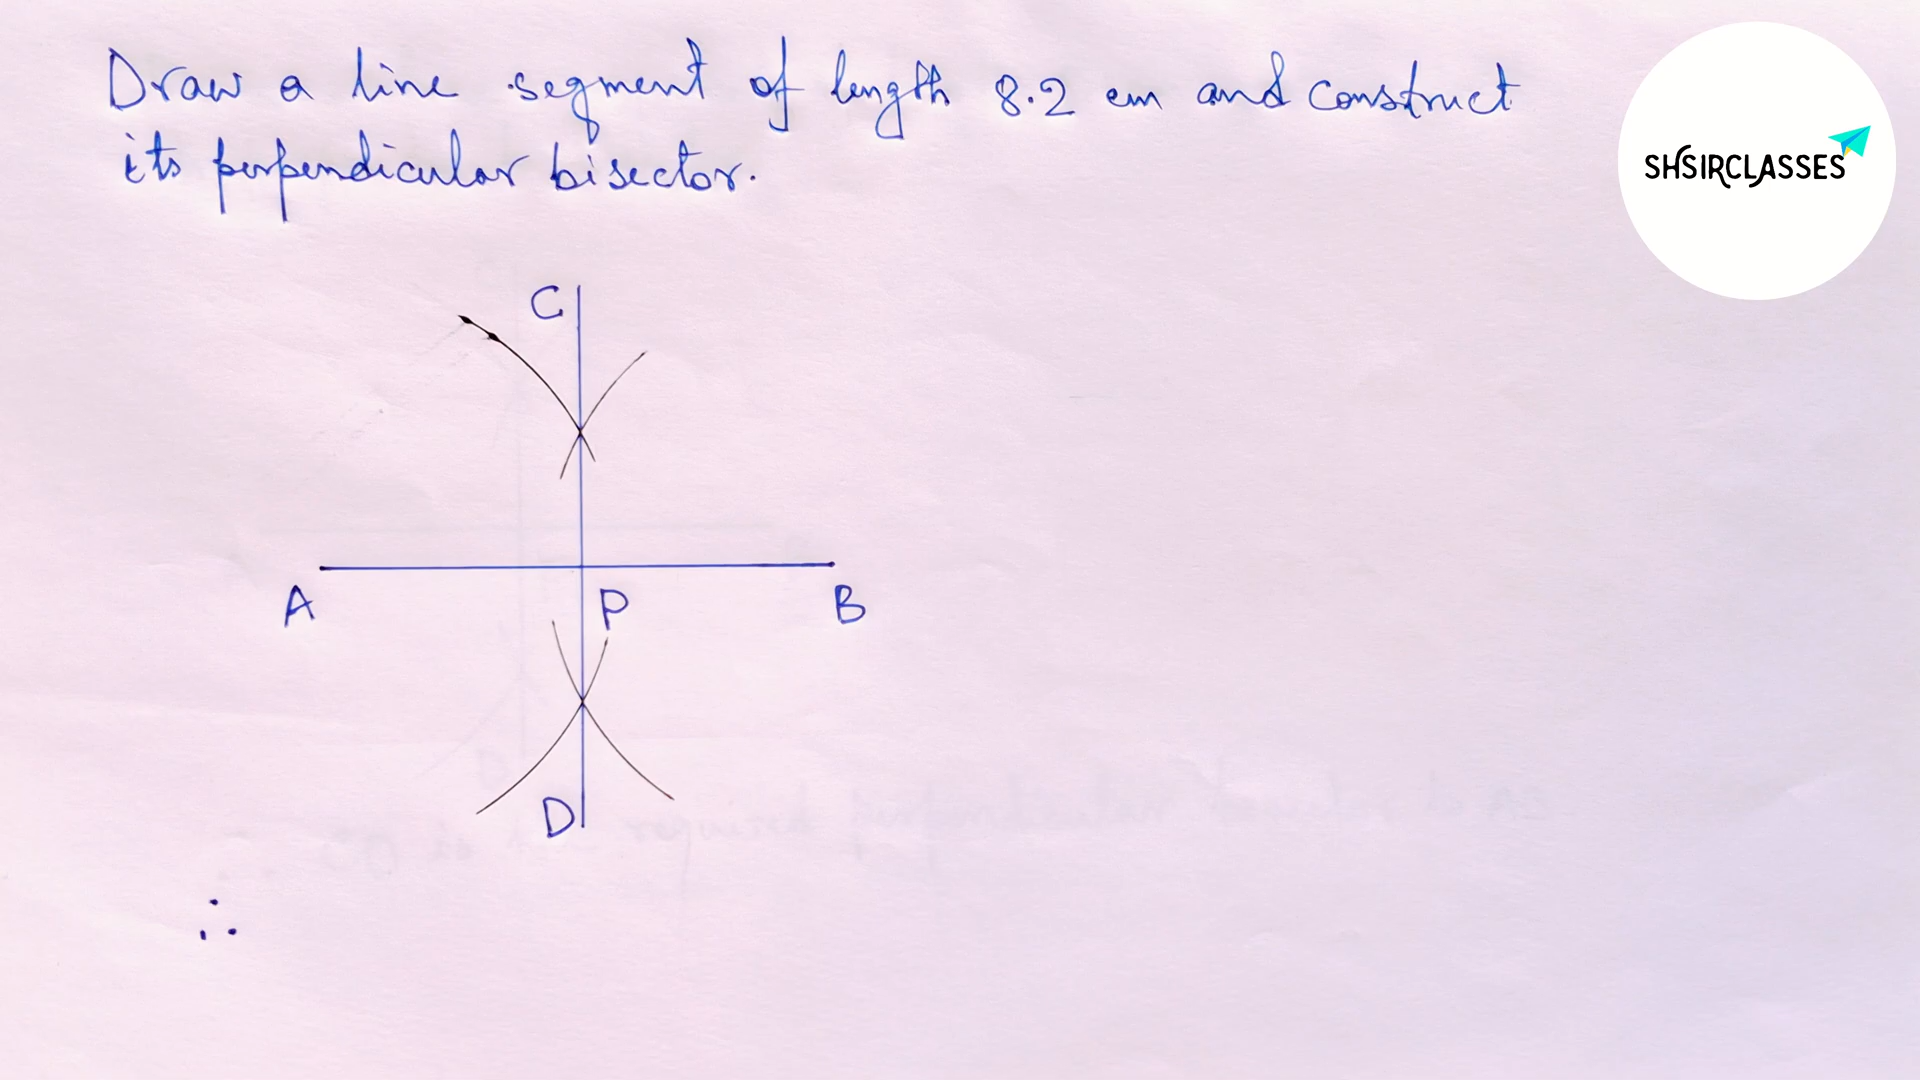 Draw a line segment of length 8.2 cm and construct
its perpendicular bisector.
SHSIRCLASSES
C
A P B
D
∴